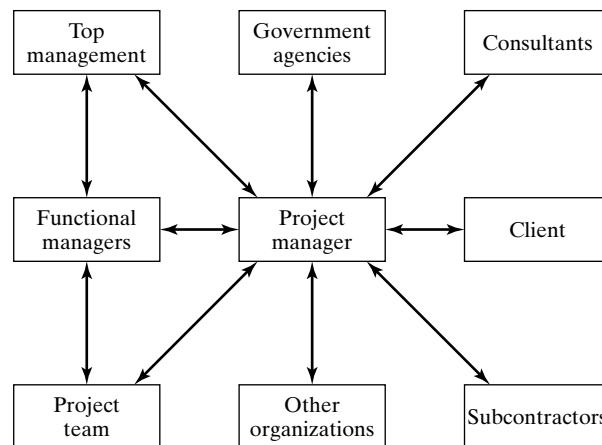 Top
management
Government
agencies
Consultants
Functional
managers
Project
manager
Client
Project
team
Other
organizations
Subcontractors